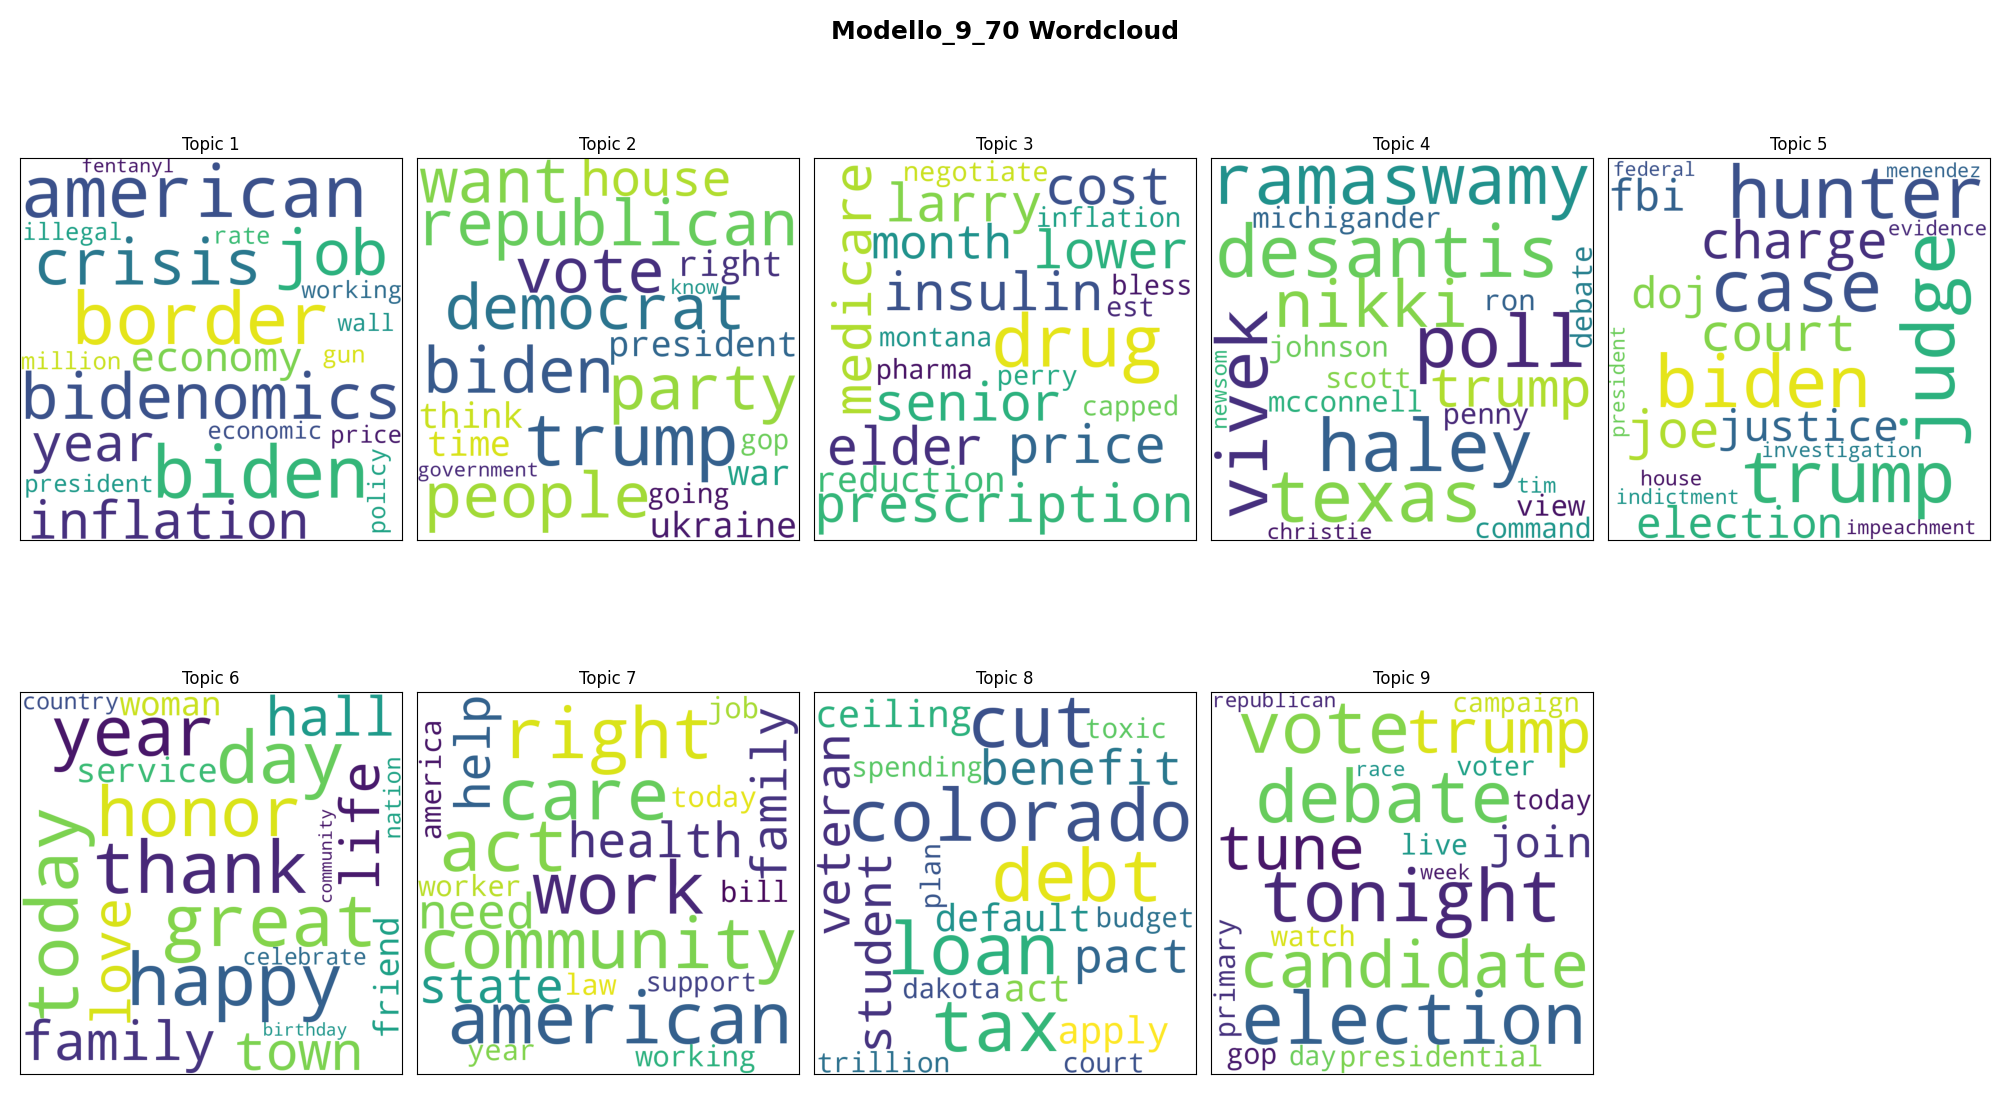 Modello_9_70 Wordcloud
Topic 1
fentanyl
american
illegal
rate
job
crisis
working
border
wall
million
economy
gun
bidenomics
year
economic
price
president
biden
policy
inflation
Topic 2
want
house
republican
vote
right
know
democrat
president
biden
party
think
time
trump
gop
government
war
people
going
ukraine
Topic 3
negotiate
cost
medicare
larry
inflation
month
lower
insulin
bless
est
montana
drug
pharma
perry
senior
capped
elder
price
reduction
prescription
Topic 4
ramaswamy
michigander
desantis
debate
nikki
ron
vivek
poll
johnson
newsom
scott
trump
mcconnell
penny
haley
texas
tim
view
christie
command
Topic 5
federal
hunter
menendez
fbi
charge
evidence
case
judge
doj
court
president
biden
joe
justice
investigation
trump
house
indictment
election
impeachment
Topic 6
country
woman
hall
year
day
service
life
nation
honor
today
community
thank
love
great
friend
celebrate
happy
birthday
family
town
Topic 7
help
right
job
family
america
care
today
act
health
worker
work
bill
need
community
state
law
support
american
year
working
Topic 8
ceiling
cut
toxic
veteran
spending
benefit
colorado
plan
debt
student
default
budget
loan
pact
dakota
act
tax
apply
trillion
court
Topic 9
republican
campaign
vote
trump
race
voter
debate
today
tune
live
join
week
tonight
primary
watch
candidate
election
gop
day
presidential